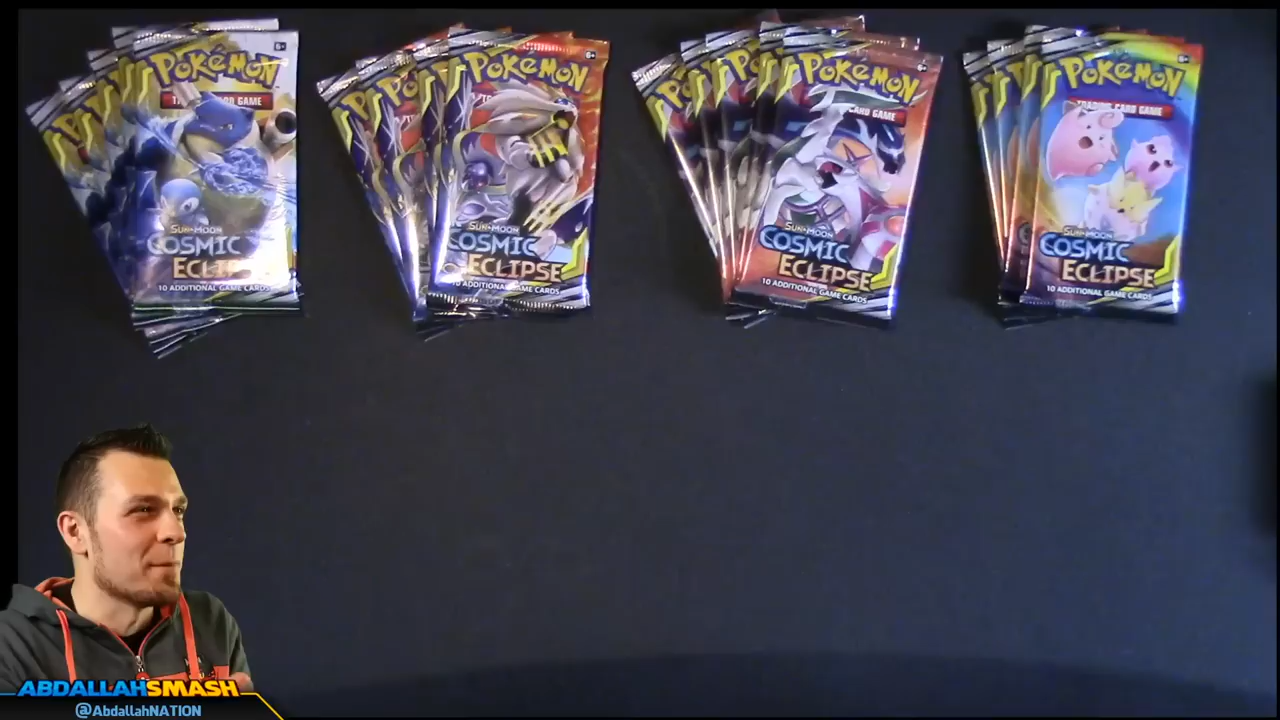 POKéMON
TRADING CARD GAME
SUN & MOON
COSMIC
ECLIPSE
10 ADDITIONAL GAME CARDS
POKéMON
SUN & MOON
COSMIC
ECLIPSE
10 ADDITIONAL GAME CARDS
POKéMON
CARD GAME
SUN & MOON
COSMIC
ECLIPSE
10 ADDITIONAL GAME CARDS
POKéMON
TRADING CARD GAME
SUN & MOON
COSMIC
ECLIPSE
10 ADDITIONAL GAME CARDS
ABDALLAHSMASH
@AbdallahNATION